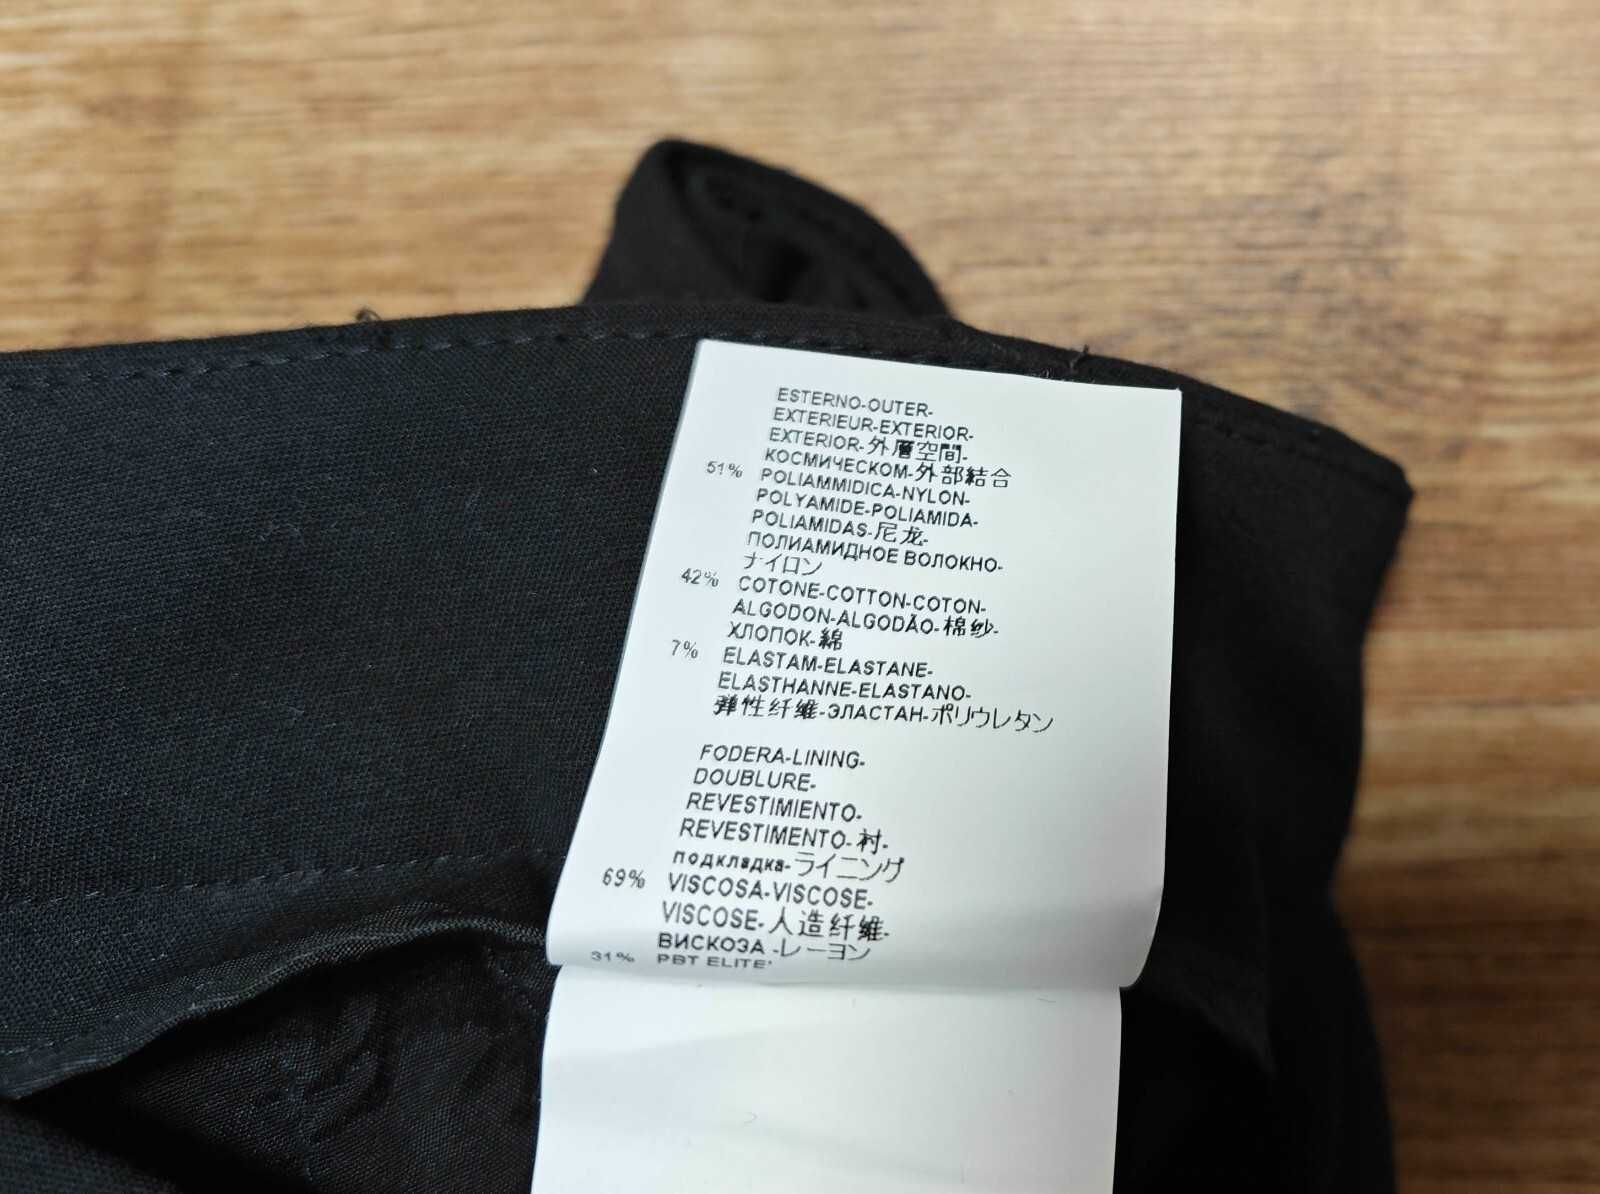 ESTERNO-OUTER-
EXTERIEUR-EXTERIOR-
EXTERIOR-外層空間-
КОСМИЧЕСКОМ-外部結合
51% POLIAMMIDICA-NYLON-
POLYAMIDE-POLIAMIDA-
POLIAMIDAS-尼龙-
ПОЛИАМИДНОЕ ВОЛОКНО-
ナイロン
42% COTONE-COTTON-COTON-
ALGODON-ALGODÃO-棉纱-
ХЛОПОК-綿
7% ELASTAM-ELASTANE-
ELASTHANNE-ELASTANO-
弹性纤维-ЭЛАСТАН-ポリウレタン
FODERA-LINING-
DOUBLURE-
REVESTIMIENTO-
REVESTIMENTO-衬-
подкладка-ライニング
69% VISCOSA-VISCOSE-
VISCOSE-人造纤维-
ВИСКОЗА -レーヨン
31% PBT ELITE'